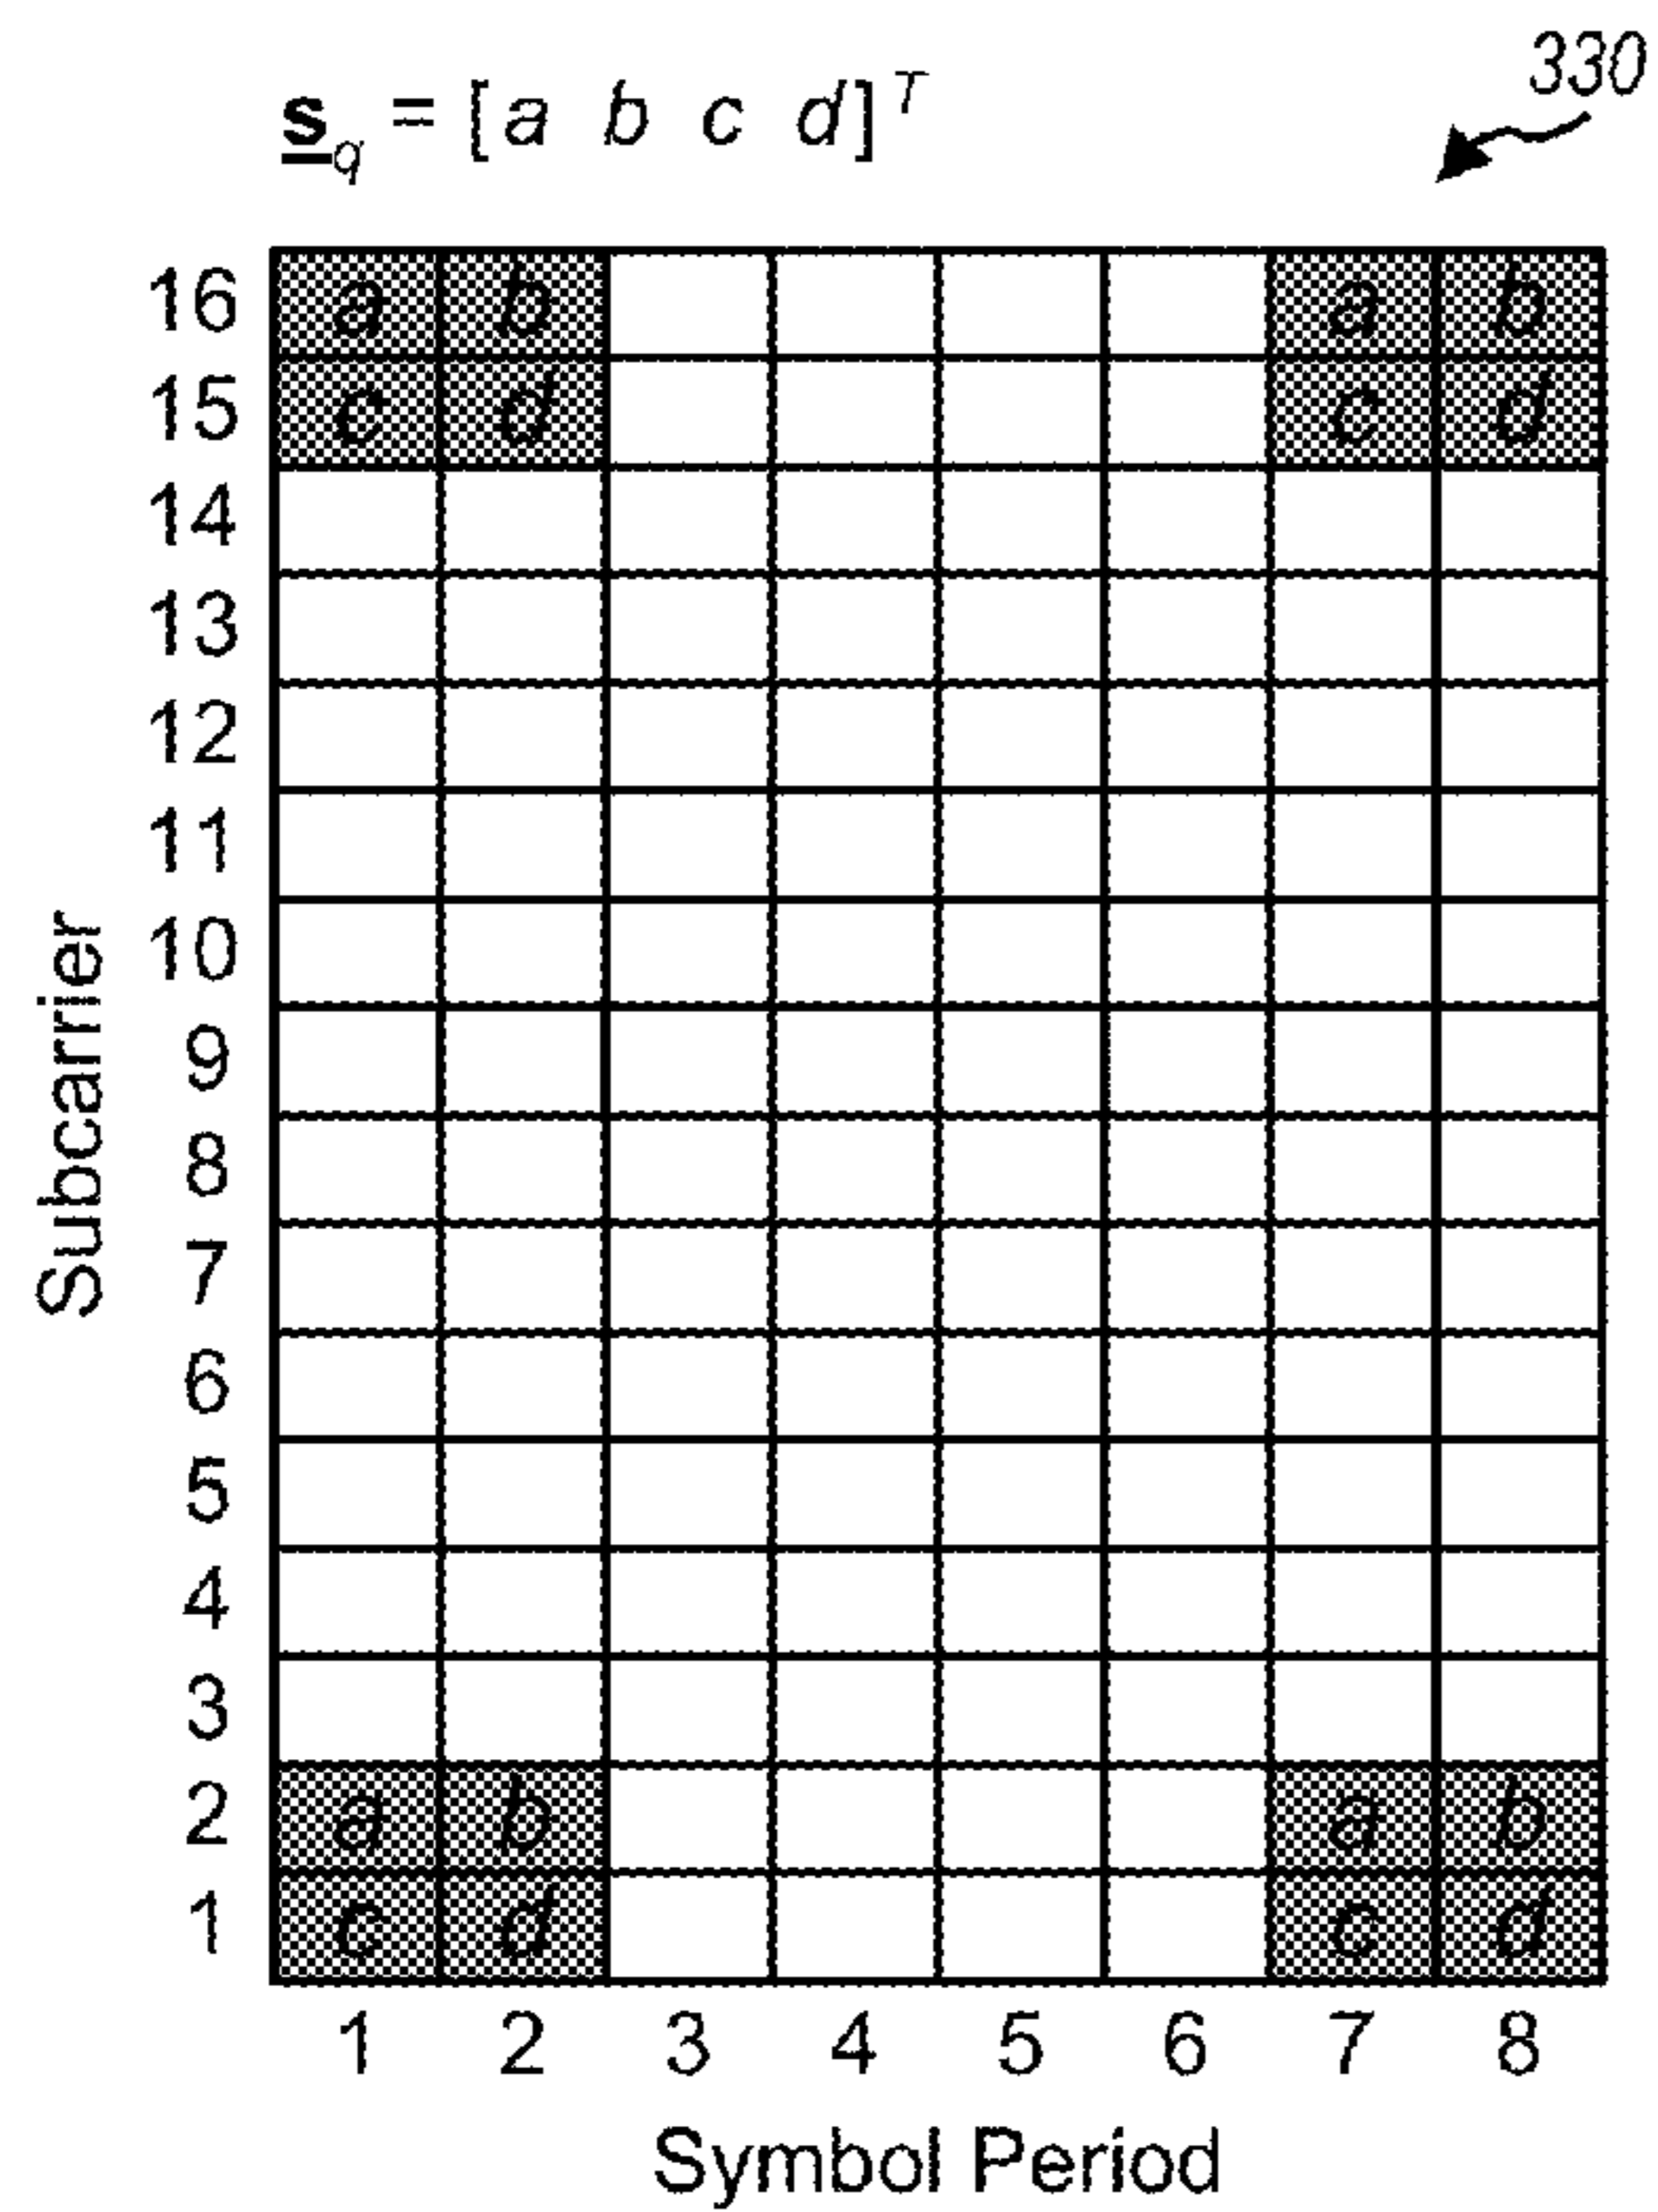 330
s_q = [a b c d]^T
16 a b a b
15 c d c d
14
13
12
11
10
9
8
7
6
5
4
3
2 a b a b
1 c d c d
Subcarrier
1 2 3 4 5 6 7 8
Symbol Period